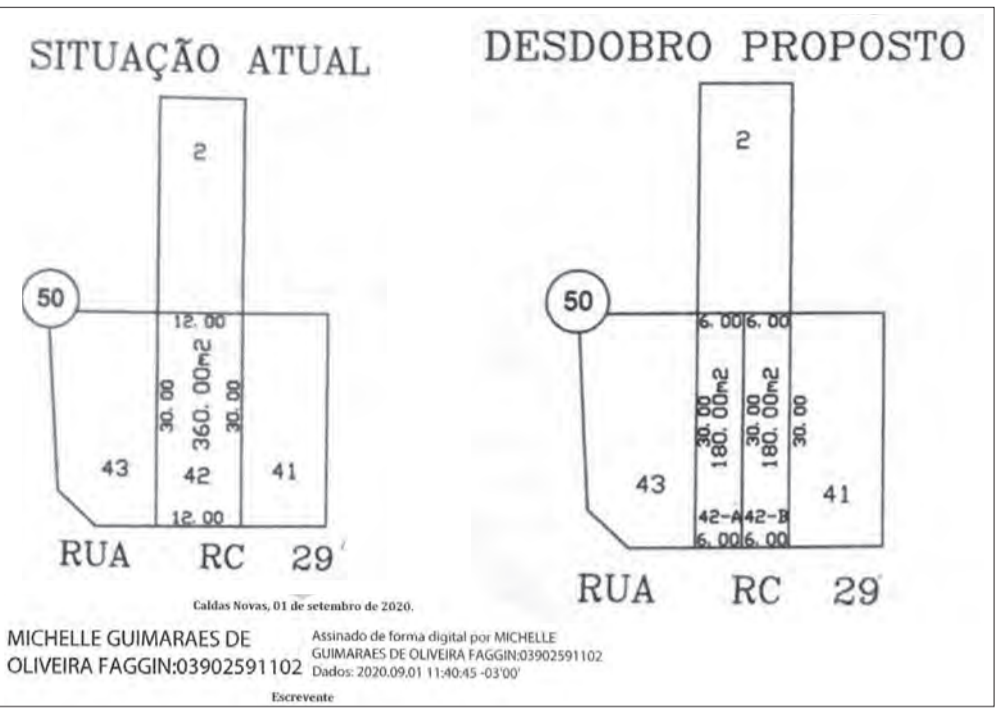 SITUAÇÃO ATUAL
2
50
12. 00
30. 00
360. 00m2
30. 00
43
42
41
12. 00
RUA RC 29
DESDOBRO PROPOSTO
2
50
6. 00 6. 00
30. 00
180. 00m2
30. 00
180. 00m2
30. 00
43
41
42-A 42-B
6. 00 6. 00
RUA RC 29
Caldas Novas, 01 de setembro de 2020.
MICHELLE GUIMARAES DE
OLIVEIRA FAGGIN:03902591102
Assinado de forma digital por MICHELLE
GUIMARAES DE OLIVEIRA FAGGIN:03902591102
Dados: 2020.09.01 11:40:45 -03'00'
Escrevente